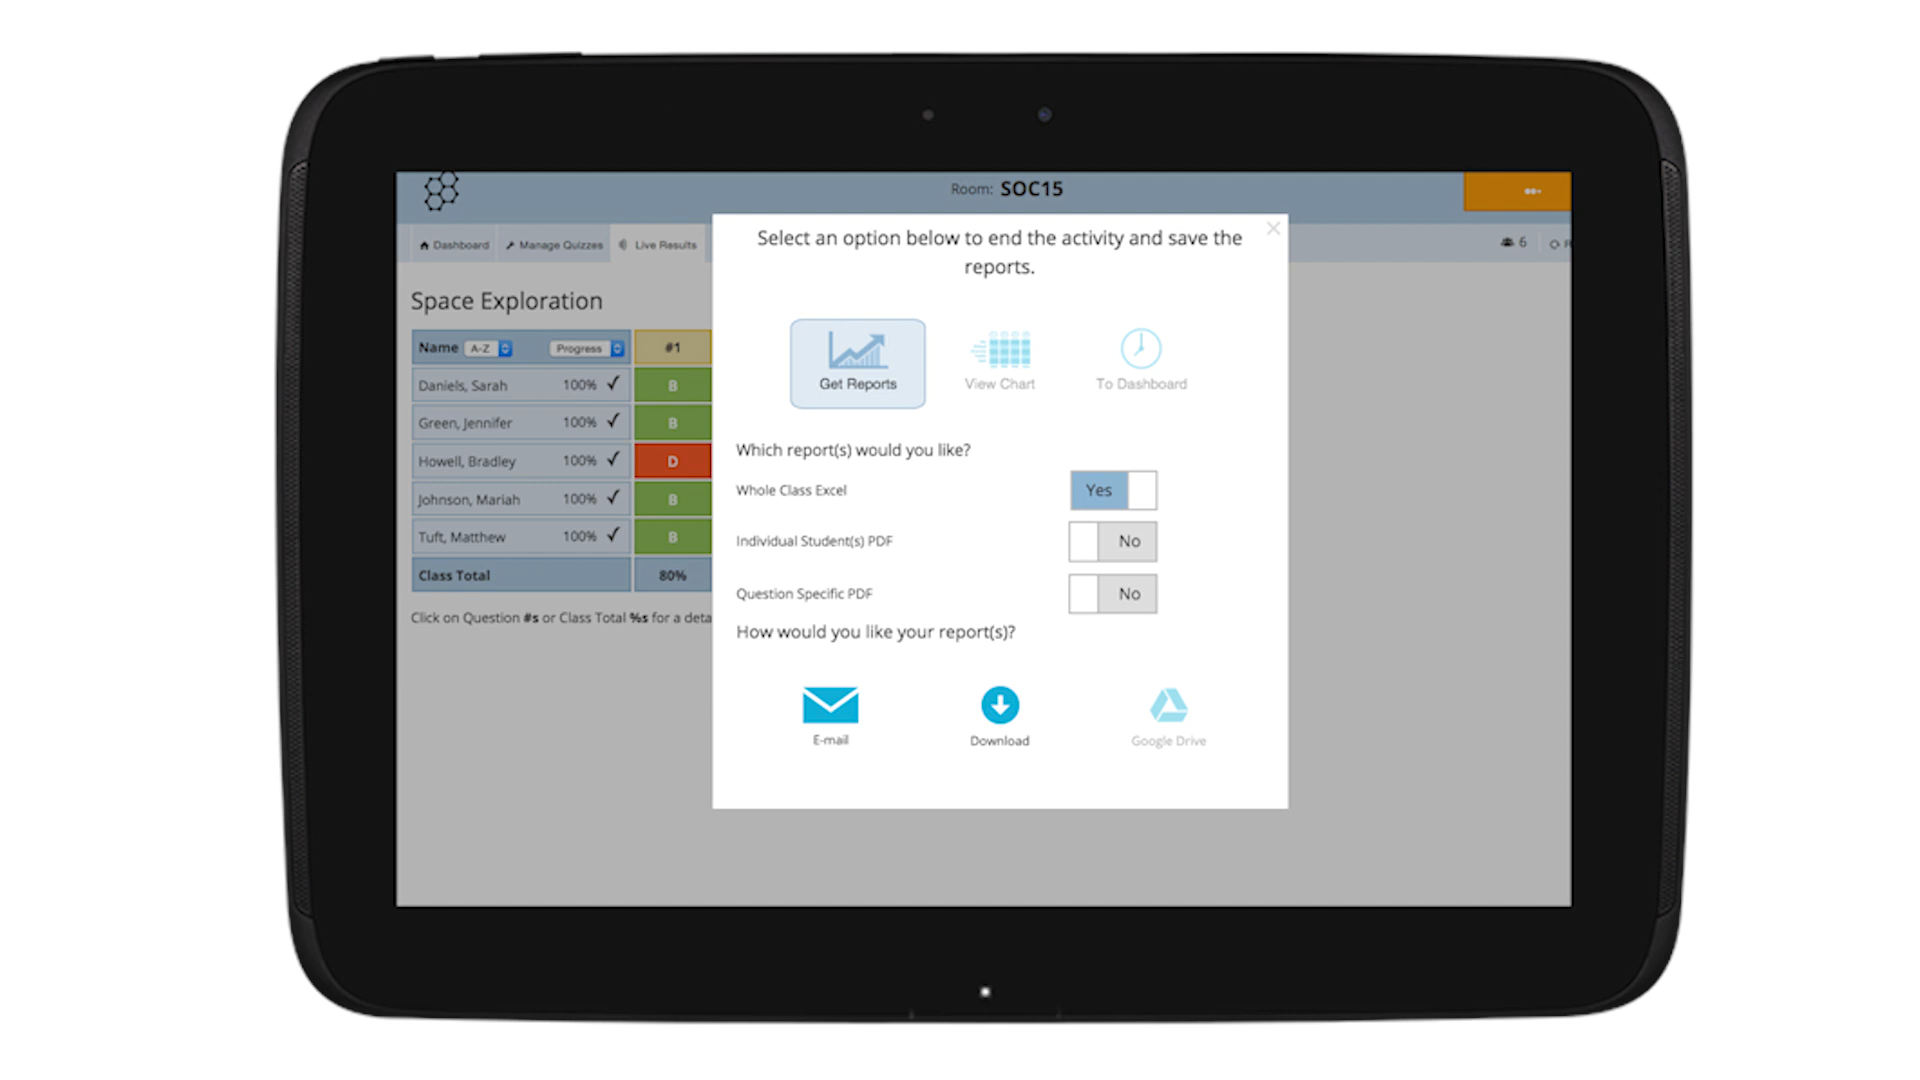 Room: SOC15
Dashboard
Manage Quizzes
Live Results
6
Select an option below to end the activity and save the
reports.
Get Reports
View Chart
To Dashboard
Space Exploration
Name A-Z Progress #1
Daniels, Sarah 100% ✓ B
Green, Jennifer 100% ✓ B
Howell, Bradley 100% ✓ D
Johnson, Mariah 100% ✓ B
Tuft, Matthew 100% ✓ B
Class Total 80%
Click on Question #s or Class Total %s for a deta
Which report(s) would you like?
Whole Class Excel Yes
Individual Student(s) PDF No
Question Specific PDF No
How would you like your report(s)?
E-mail
Download
Google Drive